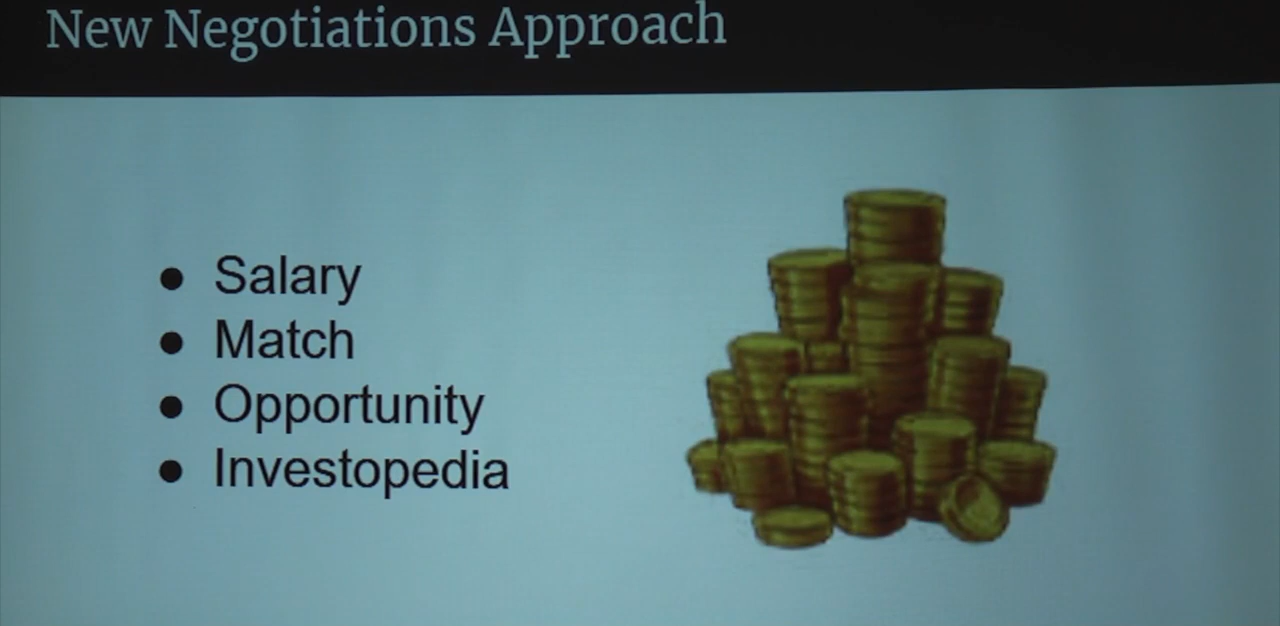 New Negotiations Approach
● Salary
● Match
● Opportunity
● Investopedia